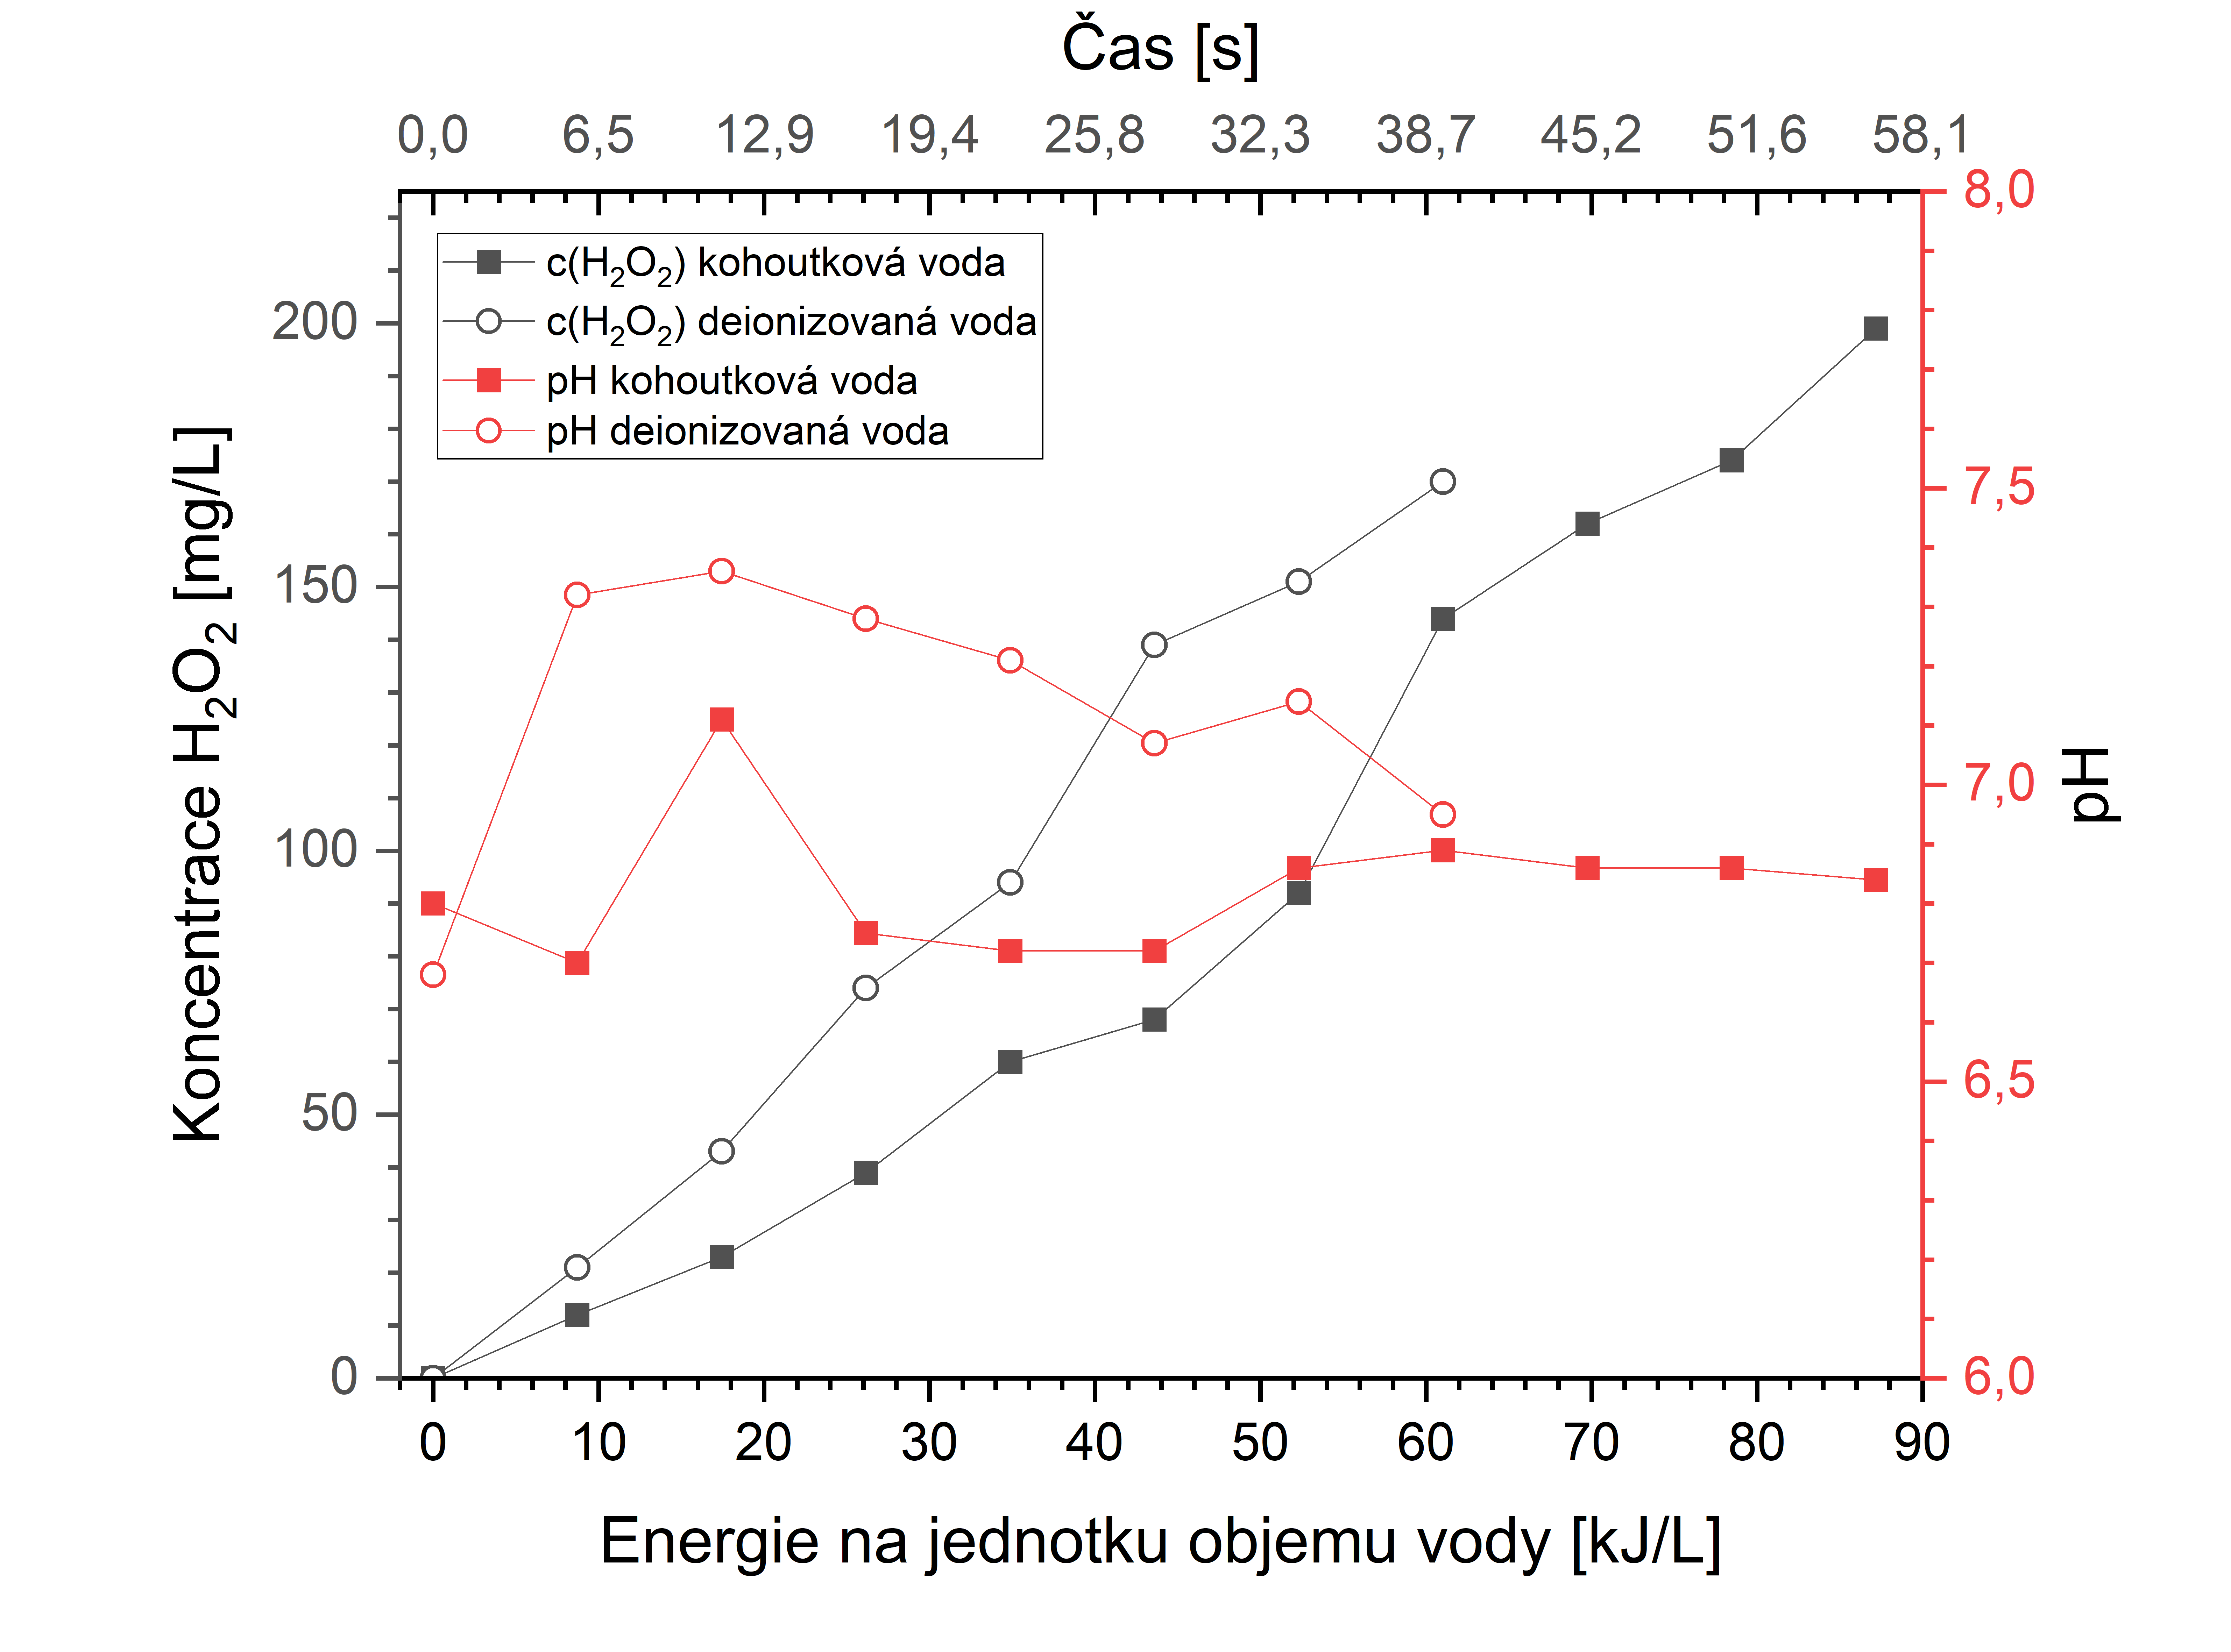 Čas [s]
0,0 6,5 12,9 19,4 25,8 32,3 38,7 45,2 51,6 58,1
c(H₂O₂) kohoutková voda
c(H₂O₂) deionizovaná voda
pH kohoutková voda
pH deionizovaná voda
Koncentrace H₂O₂ [mg/L]
200
150
100
50
0
8,0
7,5
7,0
6,5
6,0
pH
0 10 20 30 40 50 60 70 80 90
Energie na jednotku objemu vody [kJ/L]